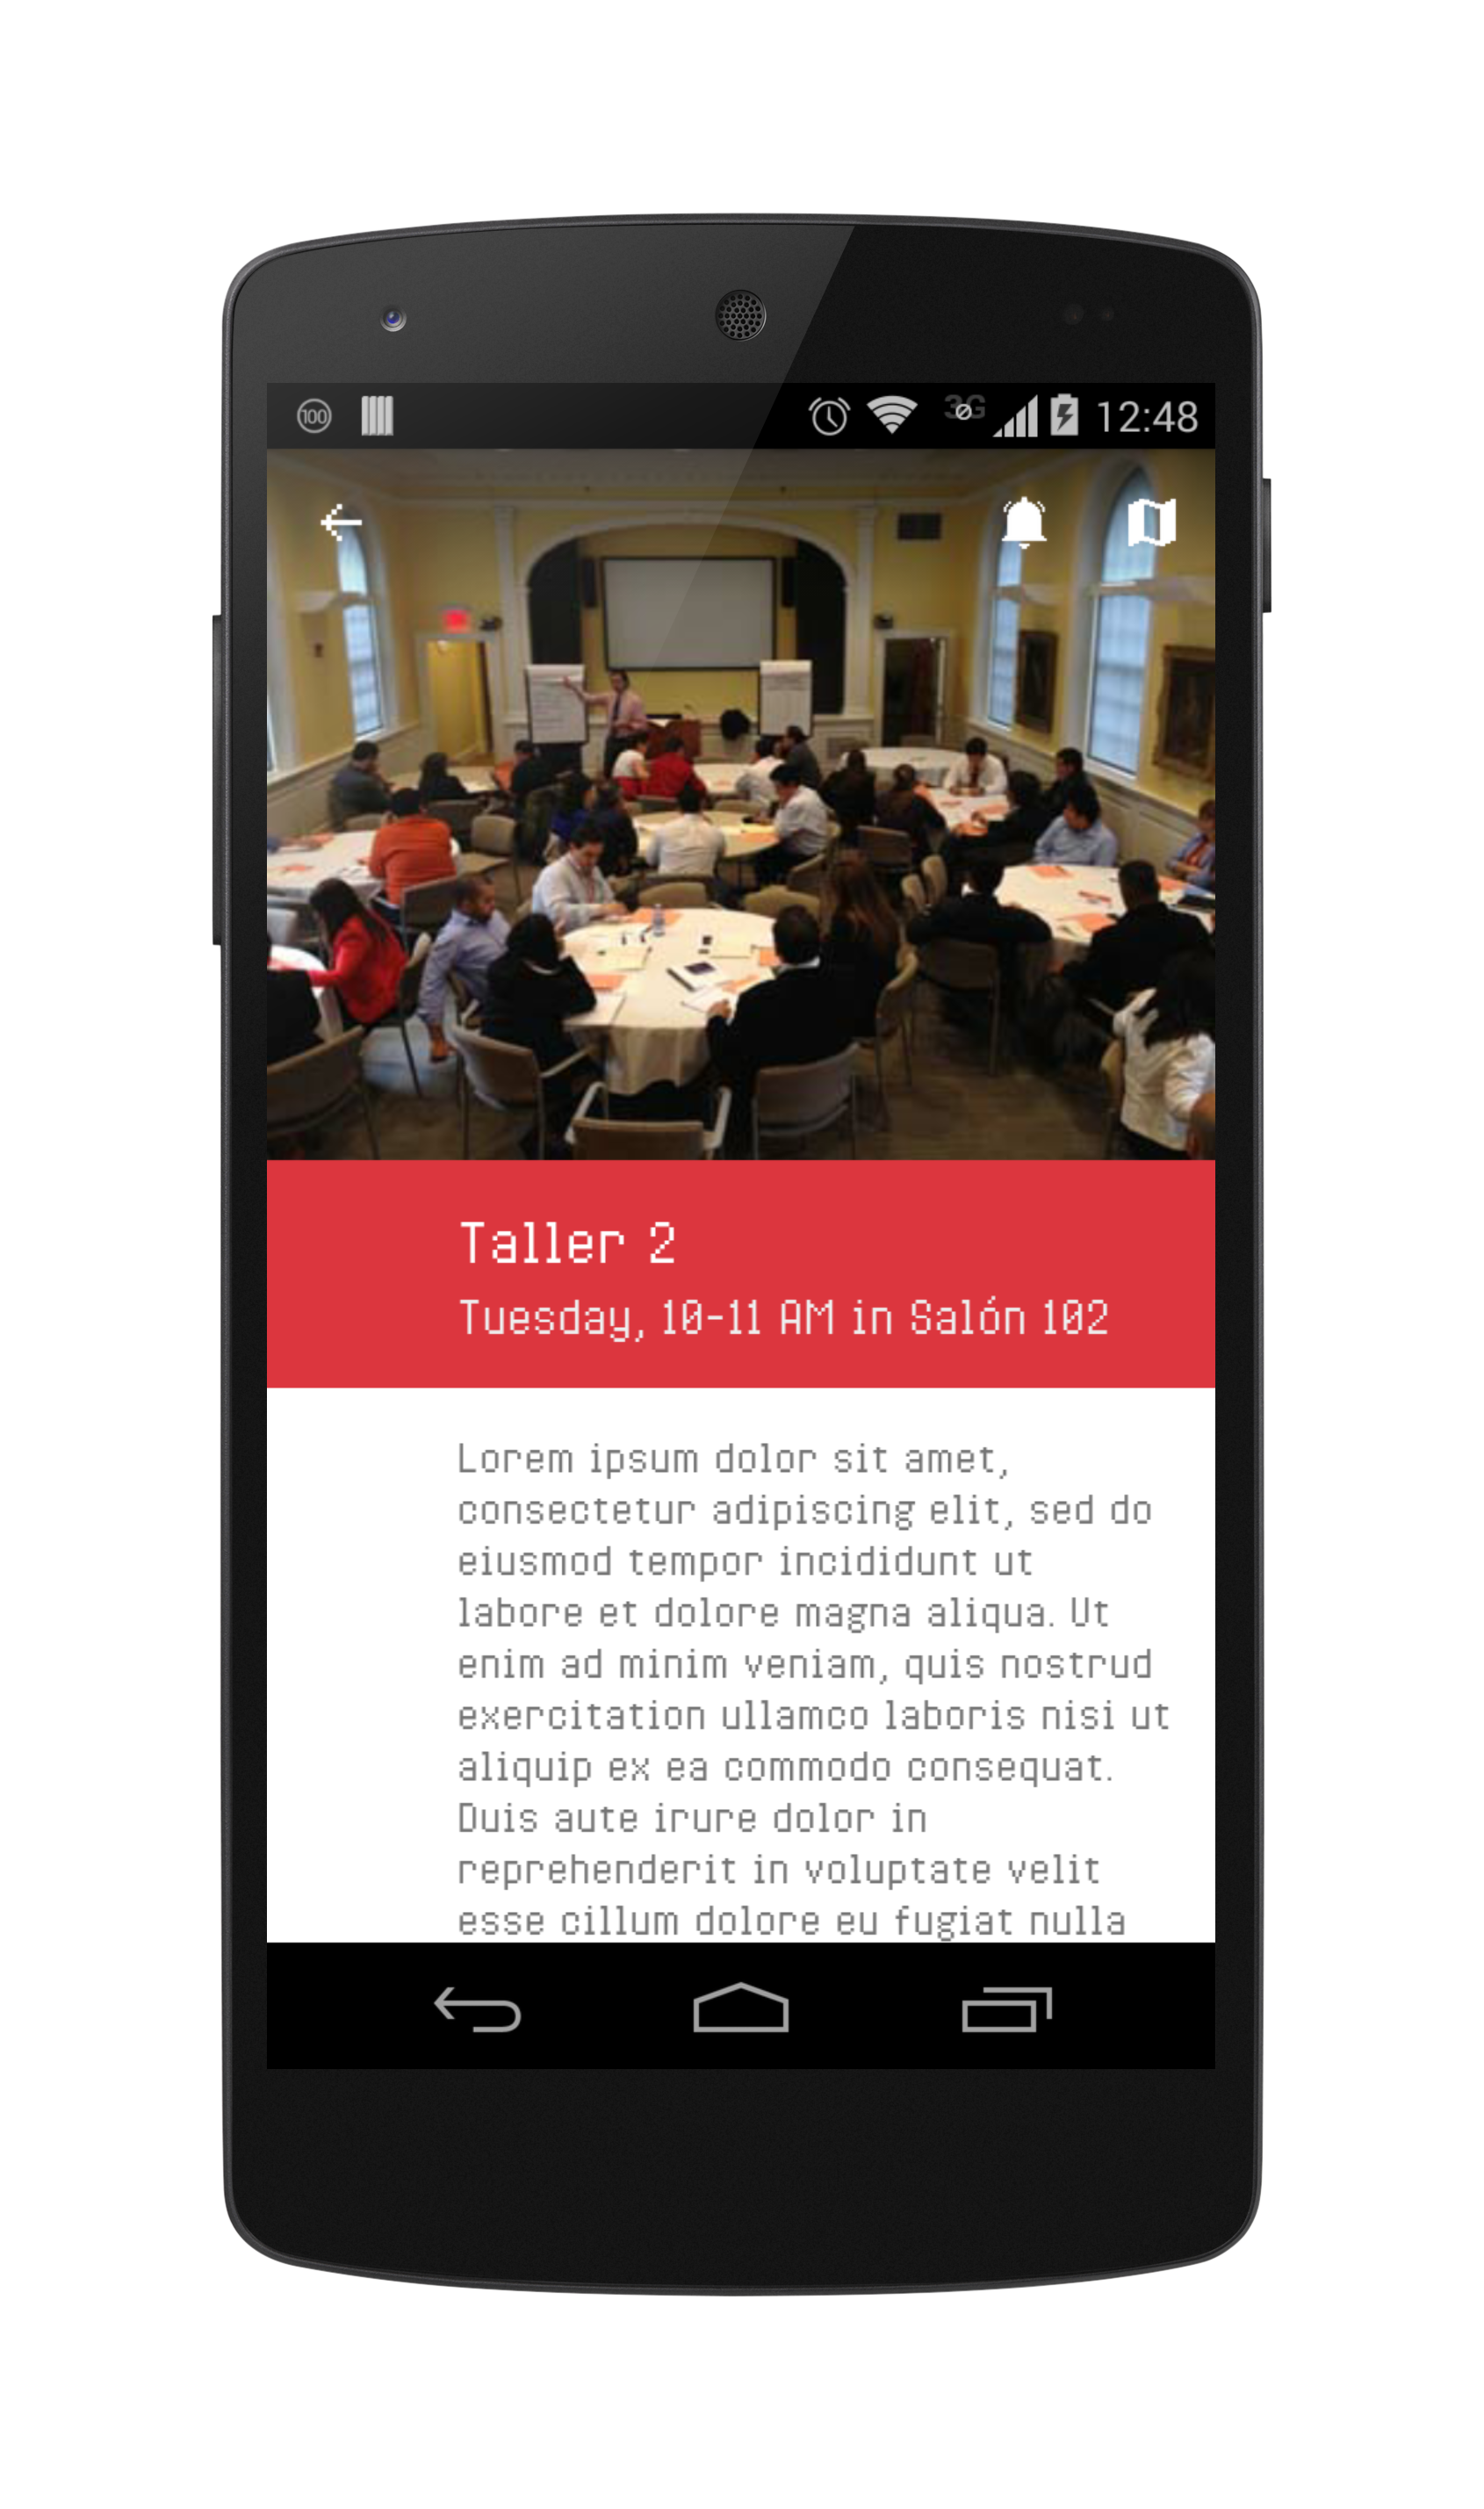 100
3G
12:48
Taller 2
Tuesday, 10-11 AM in Salón 102
Lorem ipsum dolor sit amet,
consectetur adipiscing elit, sed do
eiusmod tempor incididunt ut
labore et dolore magna aliqua. Ut
enim ad minim veniam, quis nostrud
exercitation ullamco laboris nisi ut
aliquip ex ea commodo consequat.
Duis aute irure dolor in
reprehenderit in voluptate velit
esse cillum dolore eu fugiat nulla